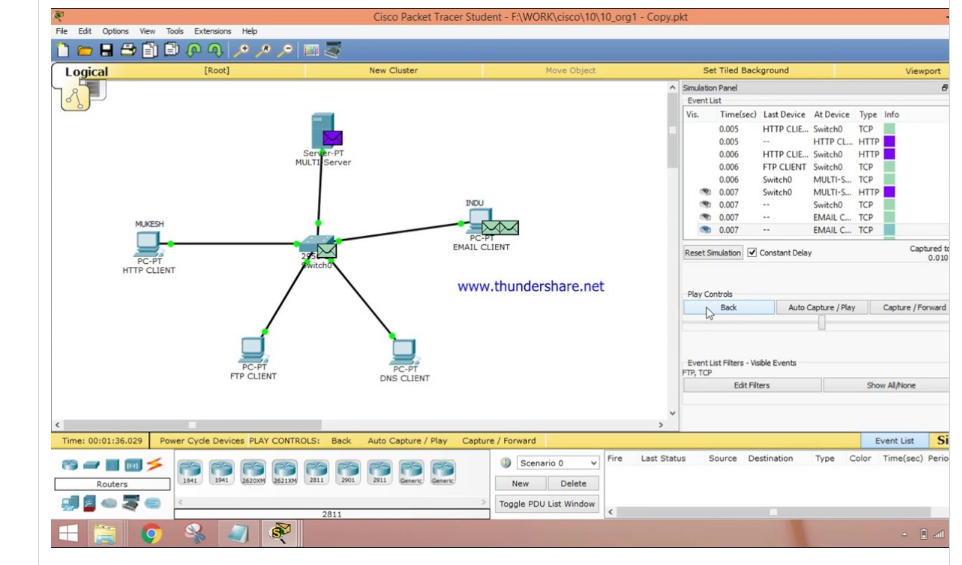 Cisco Packet Tracer Student - F:\WORK\cisco\10\10_org1 - Copy.pkt
File Edit Options View Tools Extensions Help
Logical [Root] New Cluster Move Object Set Tiled Background Viewport
Server-PT
MULTI-Server
MUKESH
PC-PT
HTTP CLIENT
INDU
PC-PT
EMAIL CLIENT
Switch0
www.thundershare.net
PC-PT
FTP CLIENT
PC-PT
DNS CLIENT
Simulation Panel
Event List
Vis. Time(sec) Last Device At Device Type Info
0.005 HTTP CLIE... Switch0 TCP
0.005 -- HTTP CL... HTTP
0.006 HTTP CLIE... Switch0 HTTP
0.006 FTP CLIENT Switch0 TCP
0.006 Switch0 MULTI-S... TCP
0.007 Switch0 MULTI-S... HTTP
0.007 -- Switch0 TCP
0.007 -- EMAIL C... TCP
0.007 -- EMAIL C... TCP
Reset Simulation Constant Delay Captured to
0.010
Play Controls
Back Auto Capture / Play Capture / Forward
Event List Filters - Visible Events
FTP, TCP
Edit Filters Show All/None
Time: 00:01:36.029 Power Cycle Devices PLAY CONTROLS: Back Auto Capture / Play Capture / Forward Event List Si
Routers
1841 1941 2620XM 2621XM 2811 2901 2911 Generic Generic
2811
Scenario 0
New Delete
Toggle PDU List Window
Fire Last Status Source Destination Type Color Time(sec) Perio